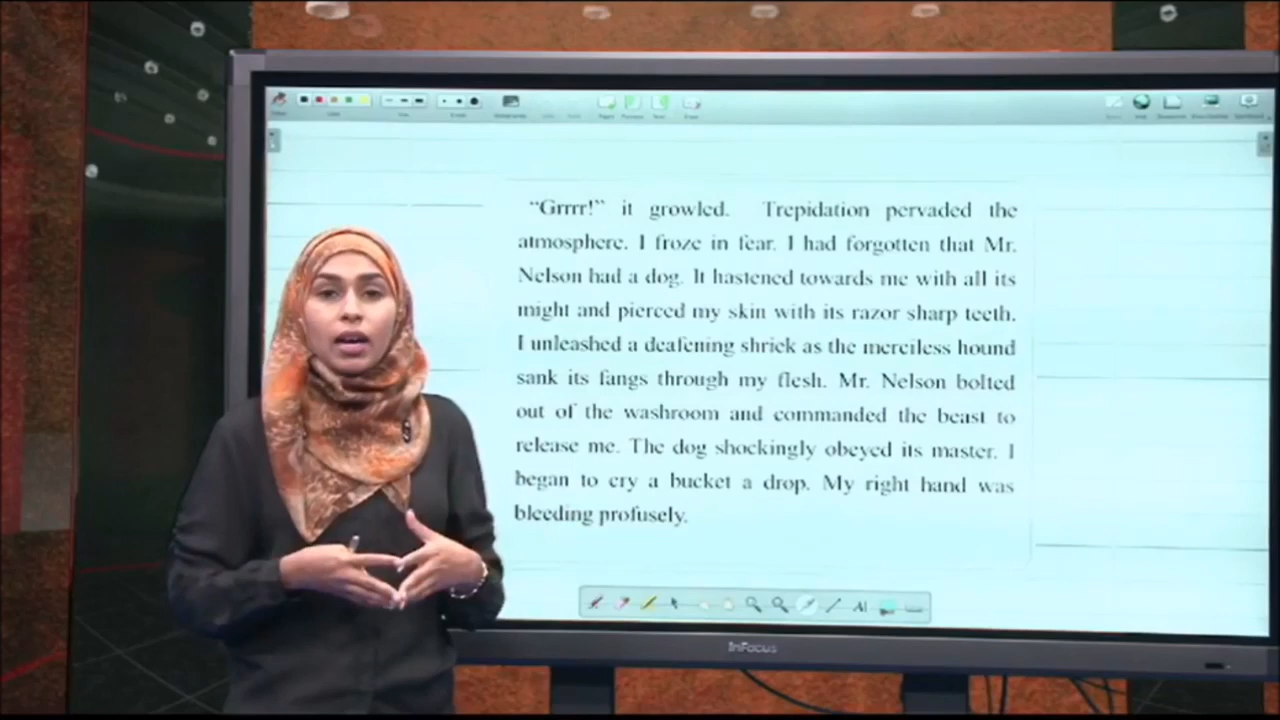 “Grrrr!” it growled. Trepidation pervaded the
atmosphere. I froze in fear. I had forgotten that Mr.
Nelson had a dog. It hastened towards me with all its
might and pierced my skin with its razor sharp teeth.
I unleashed a deafening shriek as the merciless hound
sank its fangs through my flesh. Mr. Nelson bolted
out of the washroom and commanded the beast to
release me. The dog shockingly obeyed its master. I
began to cry a bucket a drop. My right hand was
bleeding profusely.
InFocus